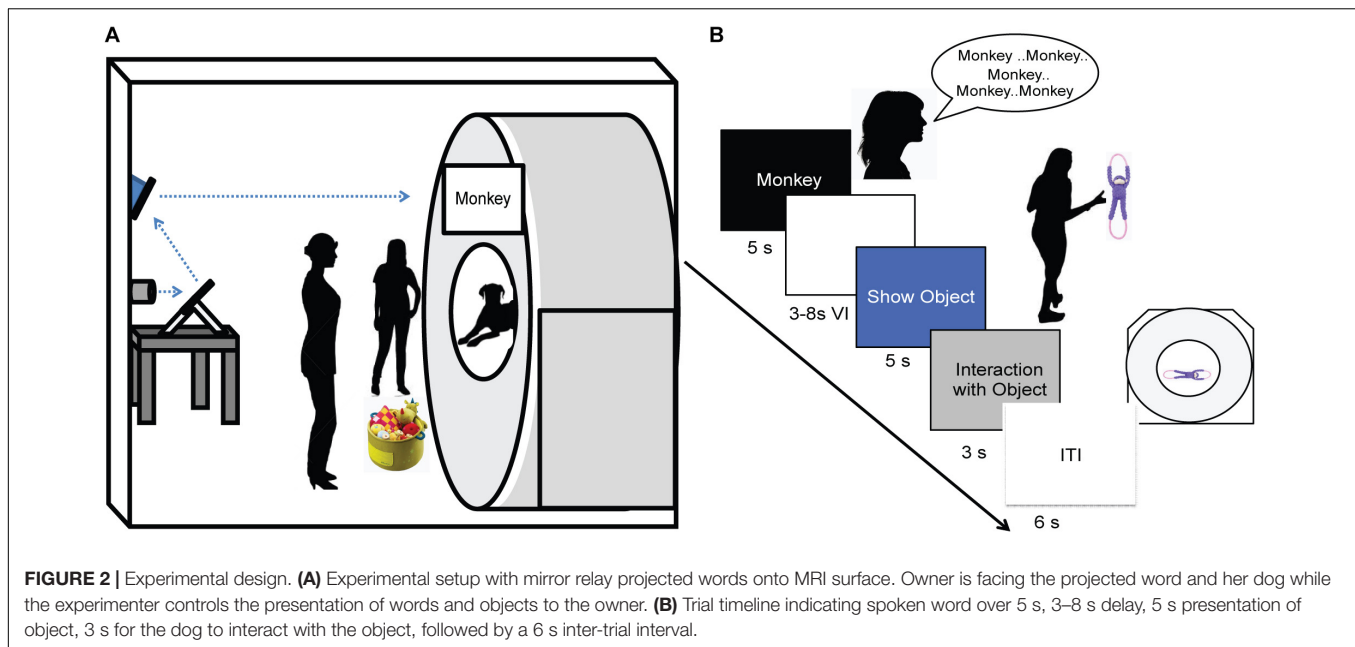 A
Monkey
B
Monkey ..Monkey..
Monkey..
Monkey..Monkey
Monkey
5 s
3-8s VI
Show Object
5 s
Interaction
with Object
3 s
ITI
6 s
FIGURE 2 | Experimental design. (A) Experimental setup with mirror relay projected words onto MRI surface. Owner is facing the projected word and her dog while
the experimenter controls the presentation of words and objects to the owner. (B) Trial timeline indicating spoken word over 5 s, 3–8 s delay, 5 s presentation of
object, 3 s for the dog to interact with the object, followed by a 6 s inter-trial interval.